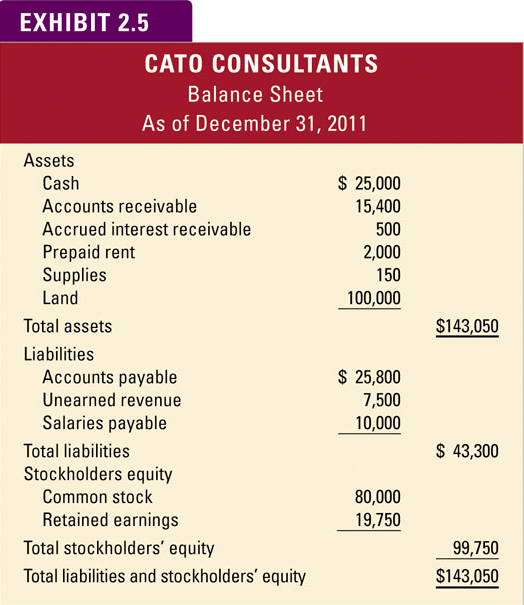 EXHIBIT 2.5
CATO CONSULTANTS
Balance Sheet
As of December 31, 2011
Assets
Cash $ 25,000
Accounts receivable 15,400
Accrued interest receivable 500
Prepaid rent 2,000
Supplies 150
Land 100,000
Total assets $143,050
Liabilities
Accounts payable $ 25,800
Unearned revenue 7,500
Salaries payable 10,000
Total liabilities $ 43,300
Stockholders equity
Common stock 80,000
Retained earnings 19,750
Total stockholders' equity 99,750
Total liabilities and stockholders' equity $143,050